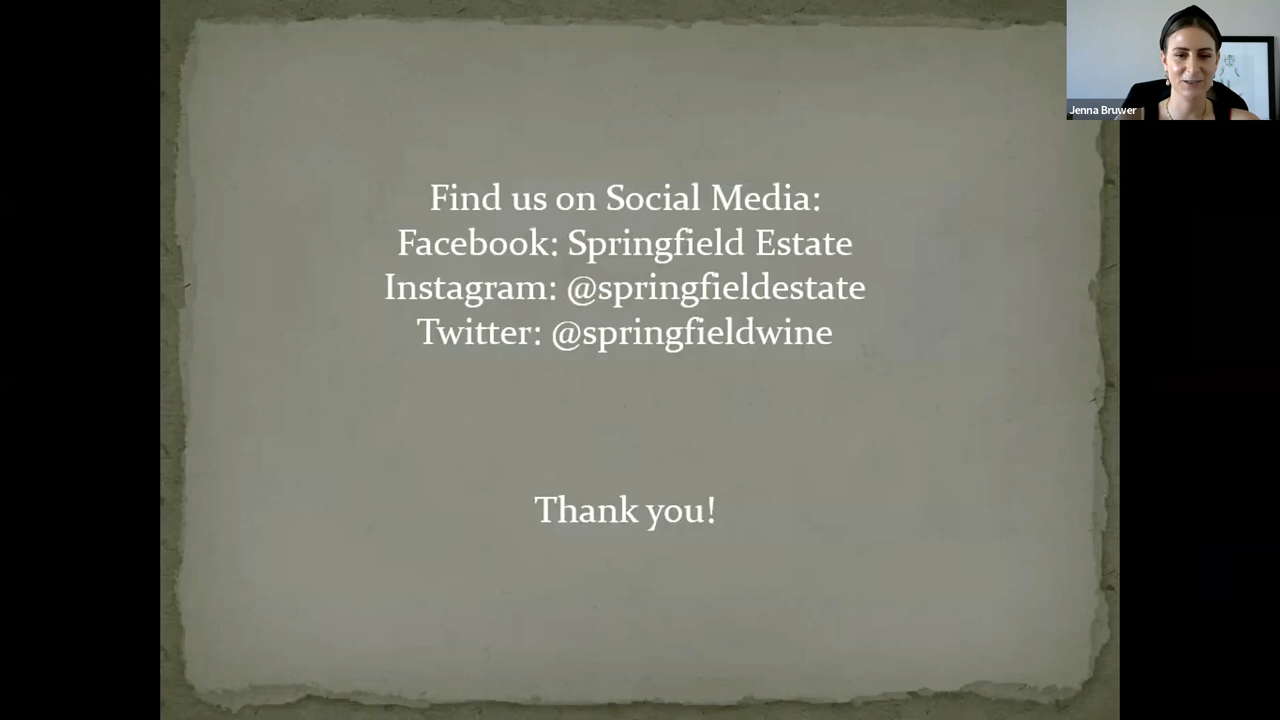 Jenna Bruwer
Find us on Social Media:
Facebook: Springfield Estate
Instagram: @springfieldestate
Twitter: @springfieldwine
Thank you!